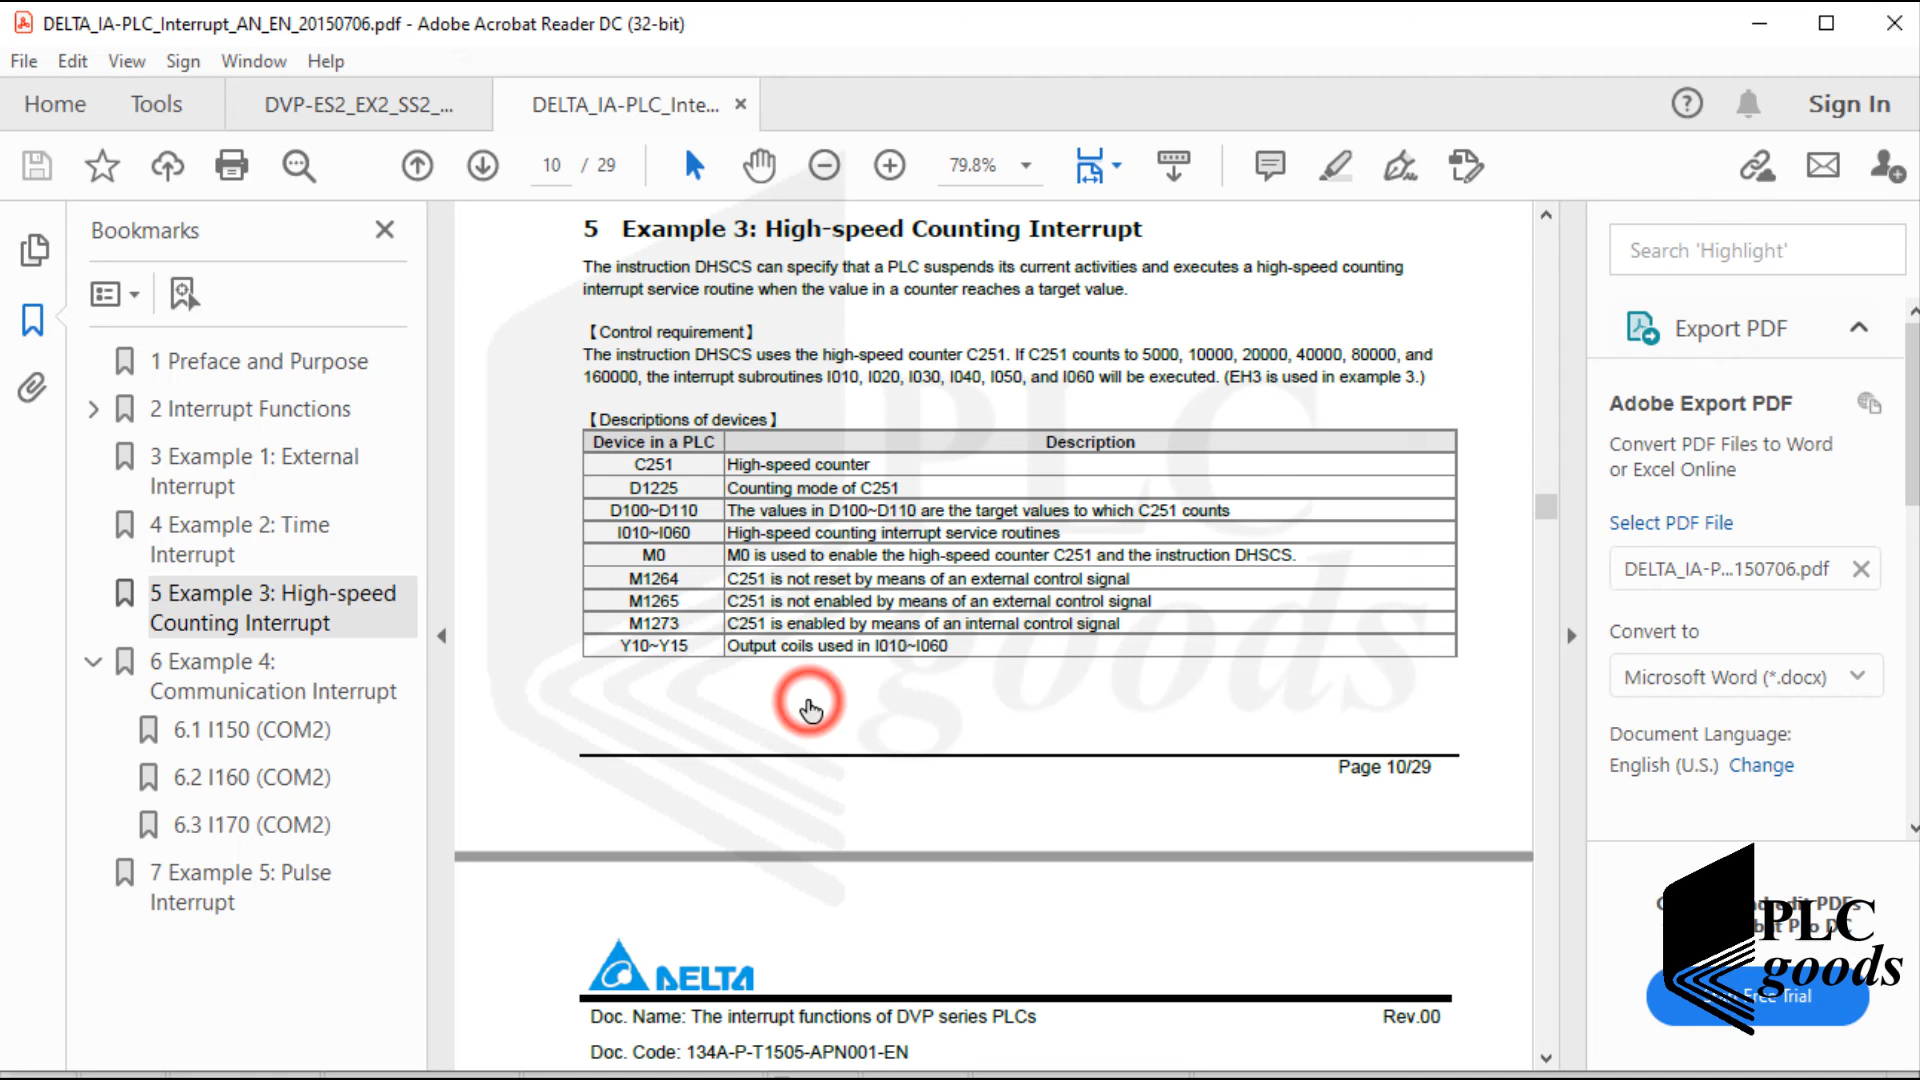 DELTA_IA-PLC_Interrupt_AN_EN_20150706.pdf - Adobe Acrobat Reader DC (32-bit)
File Edit View Sign Window Help
Home Tools DVP-ES2_EX2_SS2_... DELTA_IA-PLC_Inte... Sign In
10 / 29 79.8%
Bookmarks
1 Preface and Purpose
2 Interrupt Functions
3 Example 1: External
Interrupt
4 Example 2: Time
Interrupt
5 Example 3: High-speed
Counting Interrupt
6 Example 4:
Communication Interrupt
6.1 I150 (COM2)
6.2 I160 (COM2)
6.3 I170 (COM2)
7 Example 5: Pulse
Interrupt
5 Example 3: High-speed Counting Interrupt
The instruction DHSCS can specify that a PLC suspends its current activities and executes a high-speed counting
interrupt service routine when the value in a counter reaches a target value.
【Control requirement】
The instruction DHSCS uses the high-speed counter C251. If C251 counts to 5000, 10000, 20000, 40000, 80000, and
160000, the interrupt subroutines I010, I020, I030, I040, I050, and I060 will be executed. (EH3 is used in example 3.)
【Descriptions of devices】
Device in a PLC Description
C251 High-speed counter
D1225 Counting mode of C251
D100~D110 The values in D100~D110 are the target values to which C251 counts
I010~I060 High-speed counting interrupt service routines
M0 M0 is used to enable the high-speed counter C251 and the instruction DHSCS.
M1264 C251 is not reset by means of an external control signal
M1265 C251 is not enabled by means of an external control signal
M1273 C251 is enabled by means of an internal control signal
Y10~Y15 Output coils used in I010~I060
Page 10/29
DELTA
Doc. Name: The interrupt functions of DVP series PLCs Rev.00
Doc. Code: 134A-P-T1505-APN001-EN
PLC
goods
Search 'Highlight'
Export PDF
Adobe Export PDF
Convert PDF Files to Word
or Excel Online
Select PDF File
DELTA_IA-P...150706.pdf
Convert to
Microsoft Word (*.docx)
Document Language:
English (U.S.) Change
edit PDFs
Pro DC
Free Trial
PLC
goods